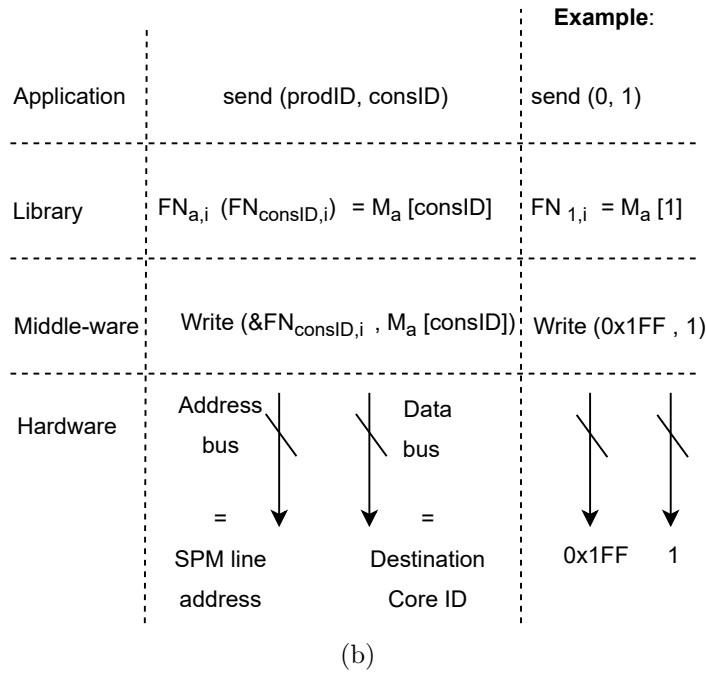 Example:
Application send (prodID, consID) send (0, 1)
Library FNa,i (FNconsID,i) = Ma [consID] FN 1,i = Ma [1]
Middle-ware Write (&FNconsID,i , Ma [consID]) Write (0x1FF , 1)
Hardware Address bus Data bus
= =
SPM line address Destination Core ID 0x1FF 1
(b)